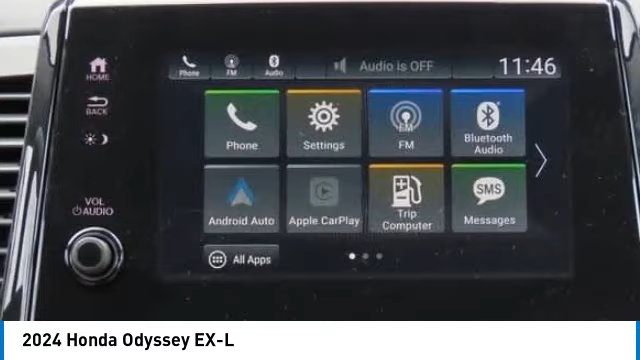 HOME
BACK
VOL
AUDIO
Phone FM Audio Audio is OFF 11:46
Phone Settings FM FM Bluetooth
Audio
Android Auto Apple CarPlay Trip
Computer SMS
Messages
All Apps
2024 Honda Odyssey EX-L